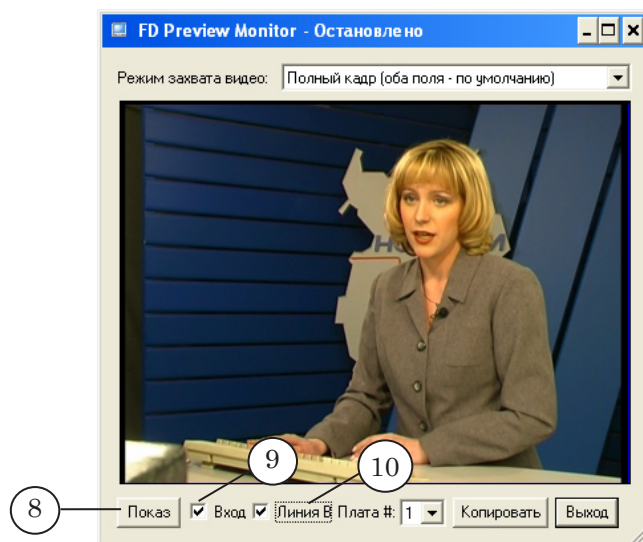 FD Preview Monitor - Остановлено
Режим захвата видео: Полный кадр (оба поля - по умолчанию)
9 10
8 Показ Вход Линия B Плата #: 1 Копировать Выход